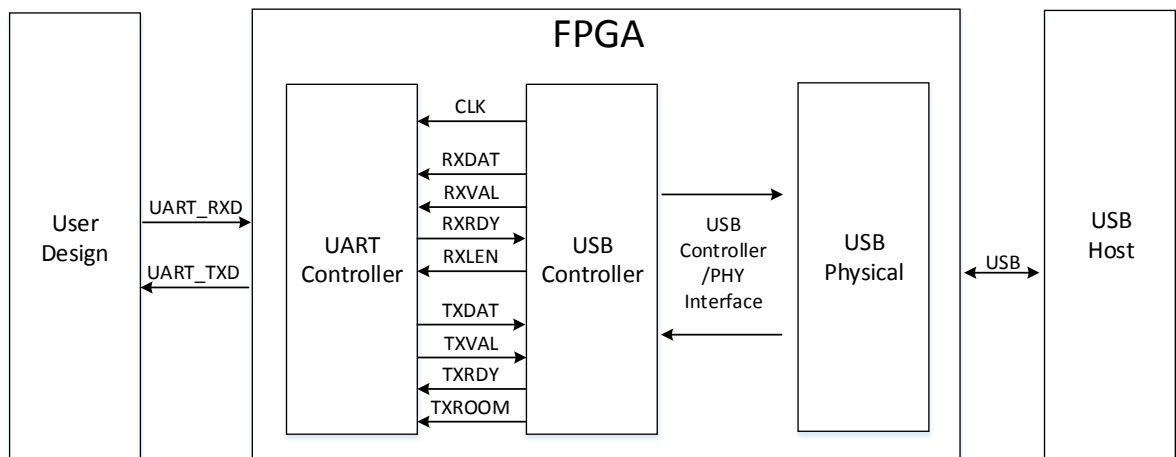 FPGA
User
Design
UART_RXD
UART_TXD
UART
Controller
CLK
RXDAT
RXVAL
RXRDY
RXLEN
TXDAT
TXVAL
TXRDY
TXROOM
USB
Controller
USB
Controller
/PHY
Interface
USB
Physical
USB
USB
Host